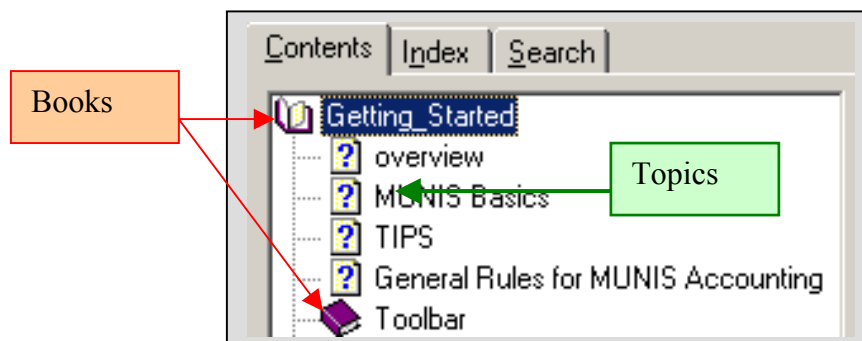 Contents Index Search
Books
Getting_Started
overview
Topics
MUNIS Basics
TIPS
General Rules for MUNIS Accounting
Toolbar